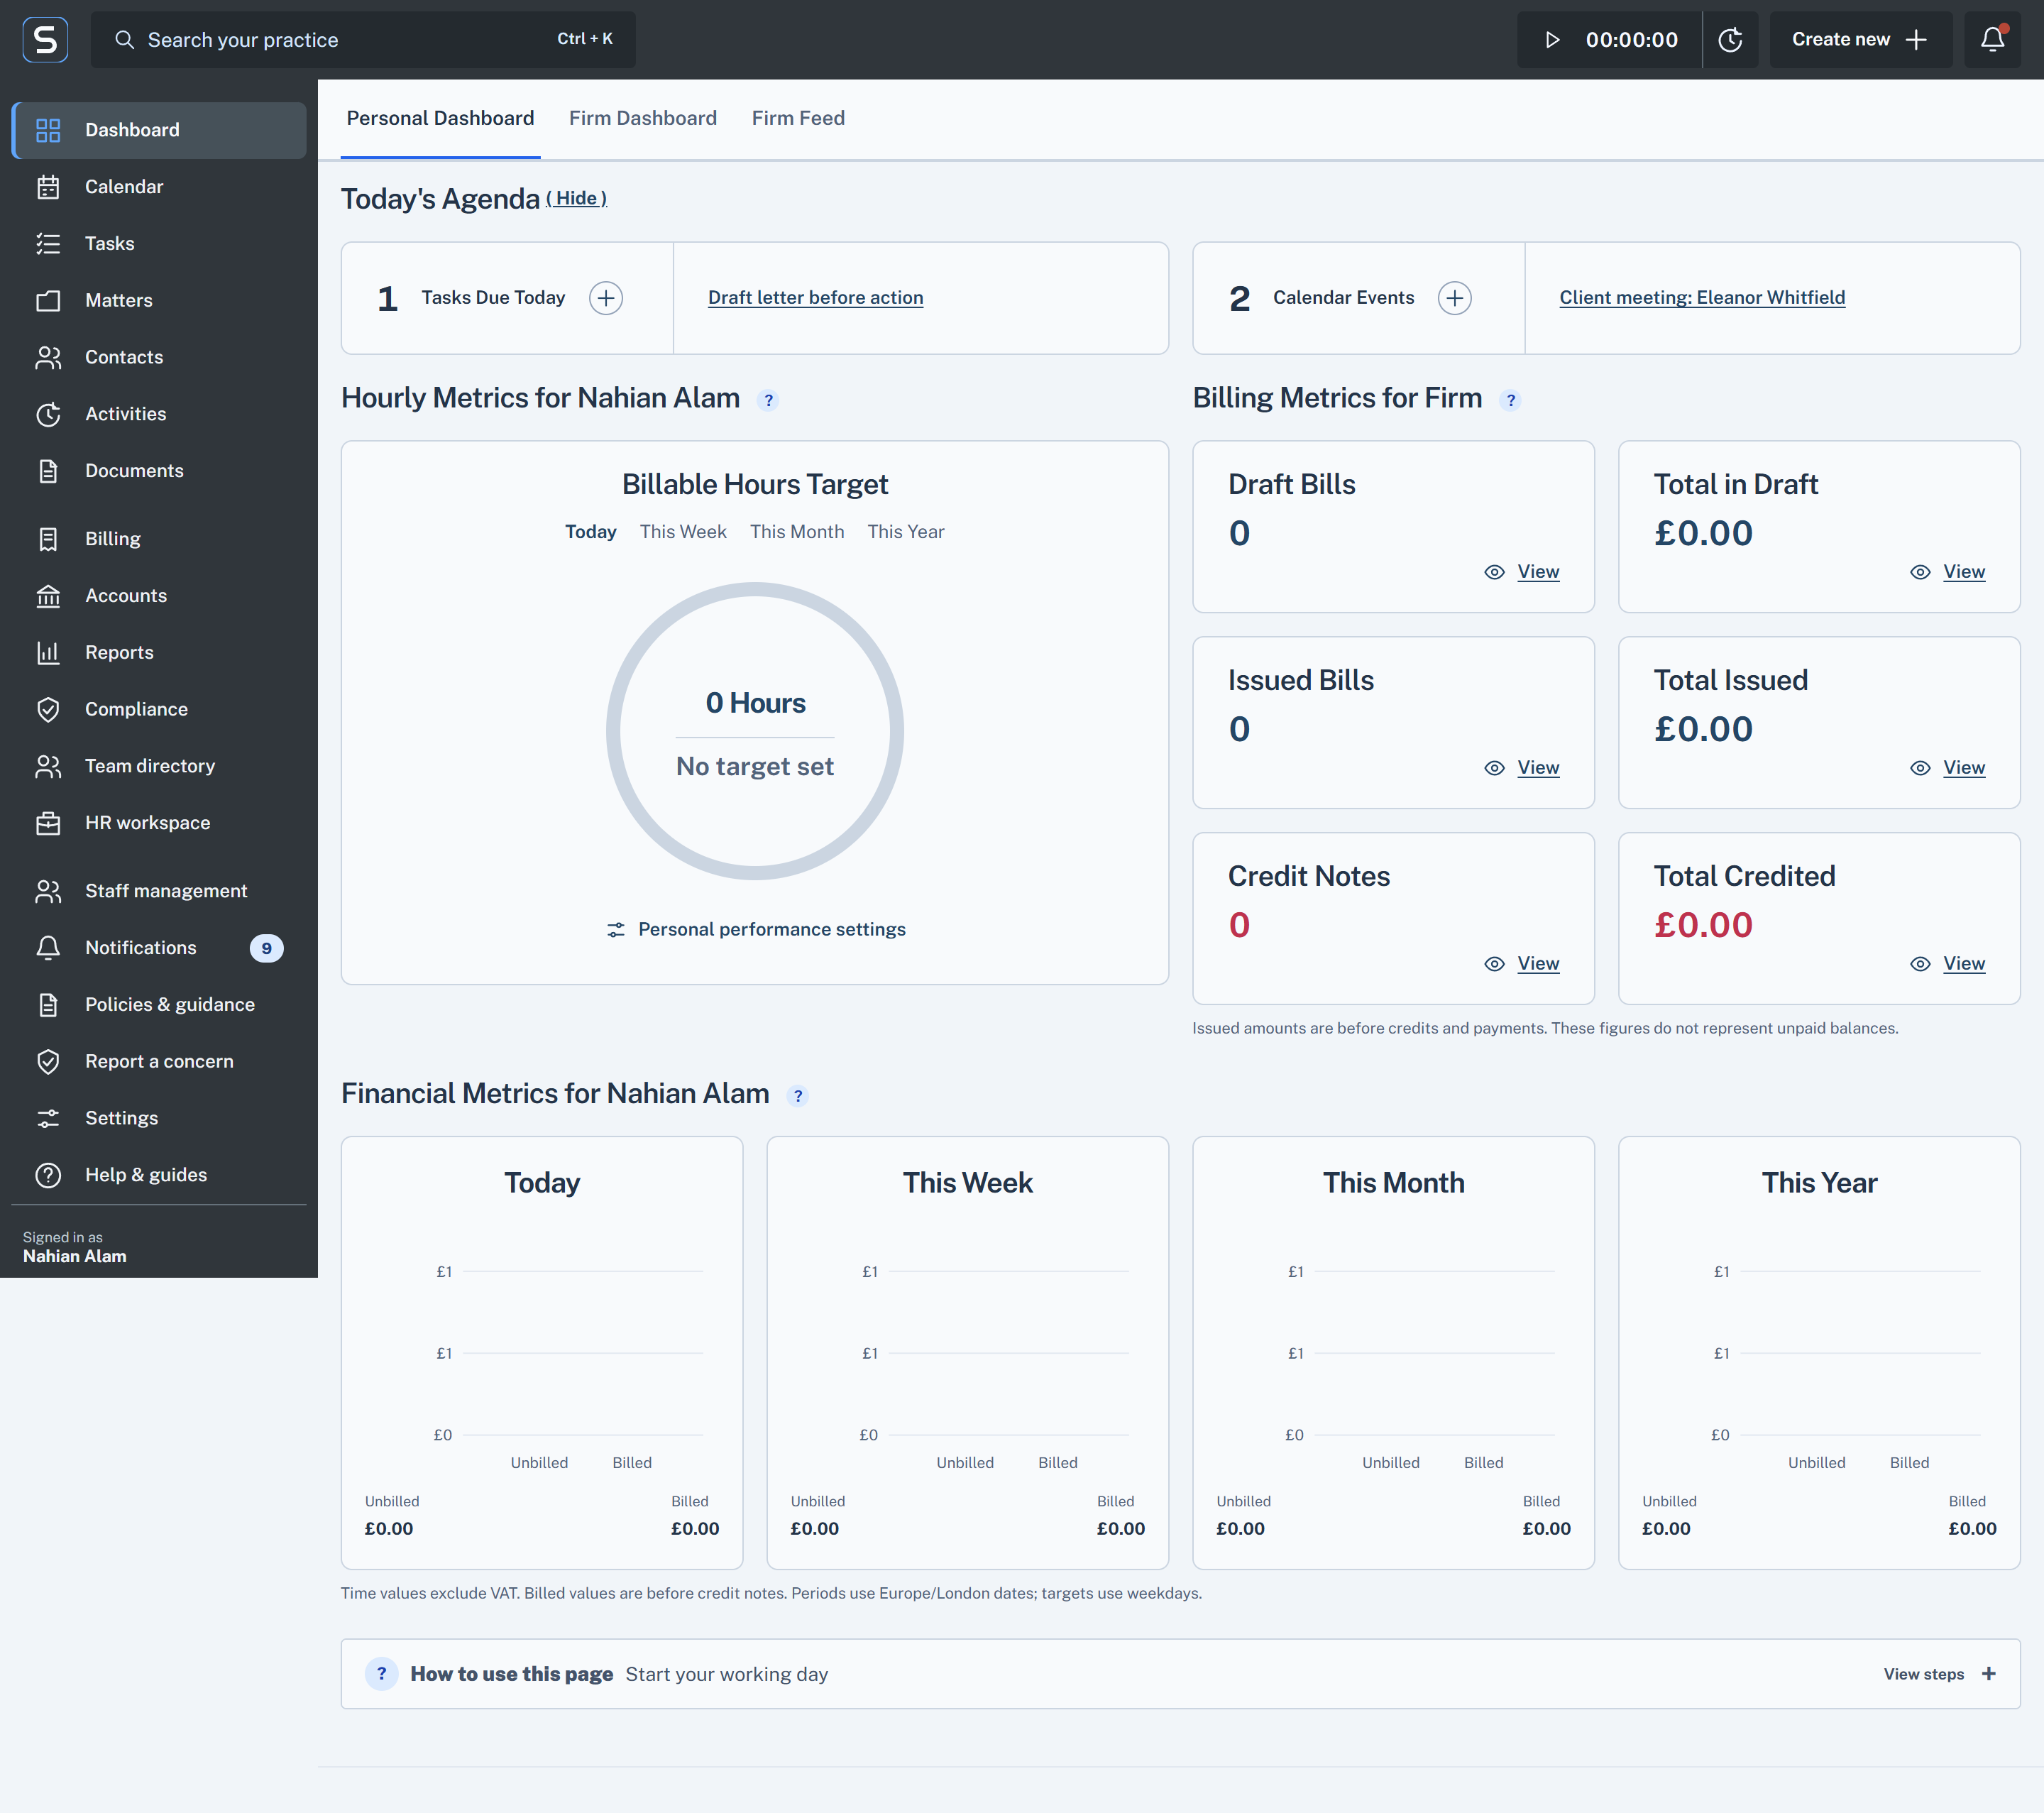 S
Search your practice
Ctrl + K
00:00:00
Create new
Dashboard
Calendar
Tasks
Matters
Contacts
Activities
Documents
Billing
Accounts
Reports
Compliance
Team directory
HR workspace
Staff management
Notifications 9
Policies & guidance
Report a concern
Settings
Help & guides
Signed in as
Nahian Alam
Personal Dashboard
Firm Dashboard
Firm Feed
Today's Agenda ( Hide )
1 Tasks Due Today
Draft letter before action
2 Calendar Events
Client meeting: Eleanor Whitfield
Hourly Metrics for Nahian Alam ?
Billable Hours Target
Today This Week This Month This Year
0 Hours
No target set
Personal performance settings
Billing Metrics for Firm ?
Draft Bills
0
View
Total in Draft
£0.00
View
Issued Bills
0
View
Total Issued
£0.00
View
Credit Notes
0
View
Total Credited
£0.00
View
Issued amounts are before credits and payments. These figures do not represent unpaid balances.
Financial Metrics for Nahian Alam ?
Today
£1
£1
£0
Unbilled Billed
Unbilled Billed
£0.00 £0.00
This Week
£1
£1
£0
Unbilled Billed
Unbilled Billed
£0.00 £0.00
This Month
£1
£1
£0
Unbilled Billed
Unbilled Billed
£0.00 £0.00
This Year
£1
£1
£0
Unbilled Billed
Unbilled Billed
£0.00 £0.00
Time values exclude VAT. Billed values are before credit notes. Periods use Europe/London dates; targets use weekdays.
? How to use this page Start your working day
View steps +